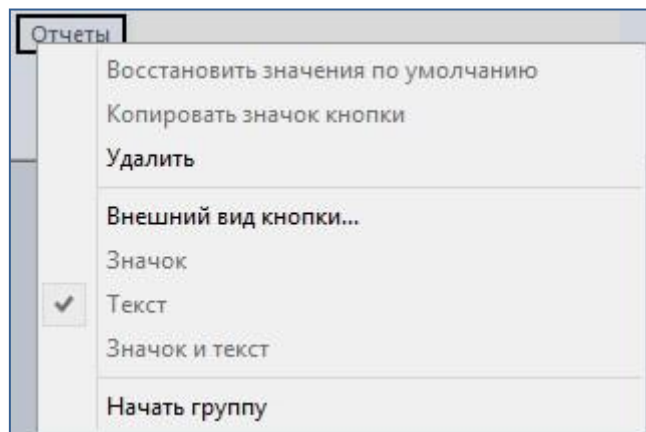 Отчеты
Восстановить значения по умолчанию
Копировать значок кнопки
Удалить
Внешний вид кнопки...
Значок
Текст
Значок и текст
Начать группу